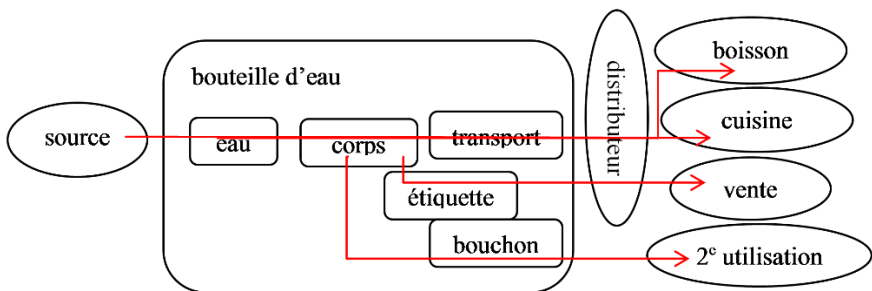 bouteille d'eau
source
eau
corps
transport
étiquette
bouchon
distributeur
boisson
cuisine
vente
2e utilisation